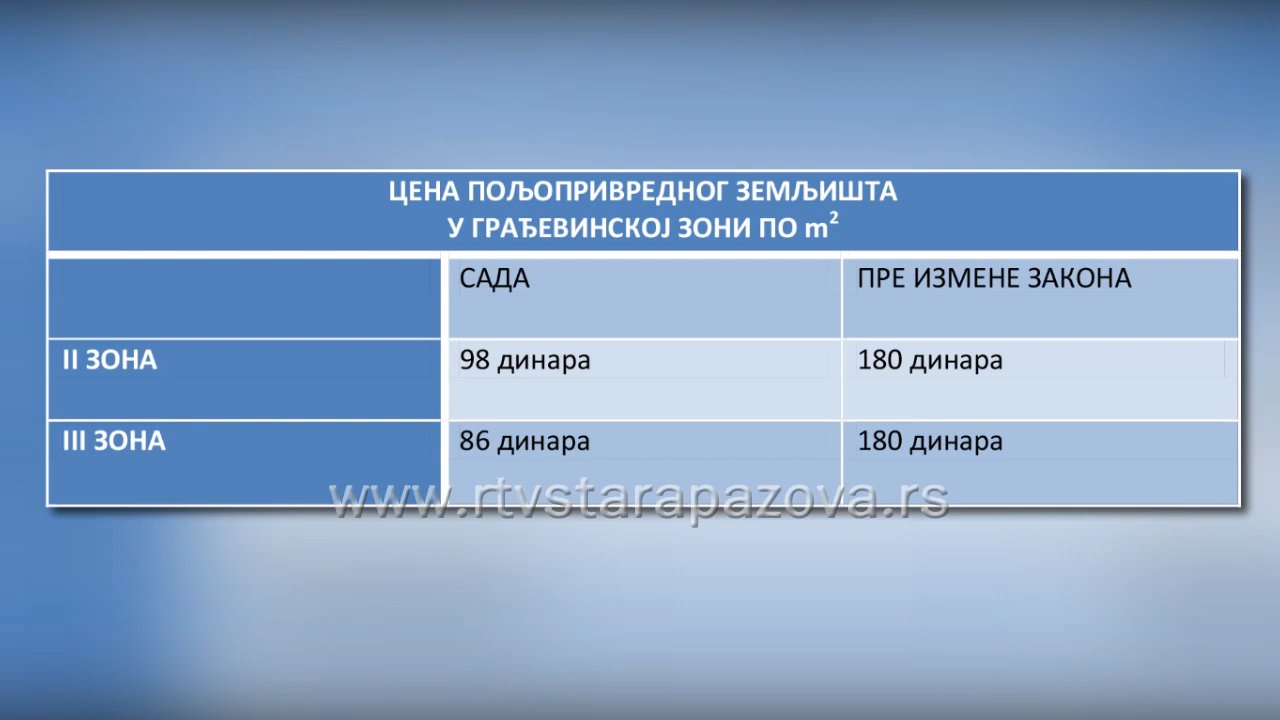 ЦЕНА ПОЉОПРИВРЕДНОГ ЗЕМЉИШТА
У ГРАЂЕВИНСКОЈ ЗОНИ ПО m²
САДА ПРЕ ИЗМЕНЕ ЗАКОНА
II ЗОНА 98 динара 180 динара
III ЗОНА 86 динара 180 динара
www.rtvstarapazova.rs